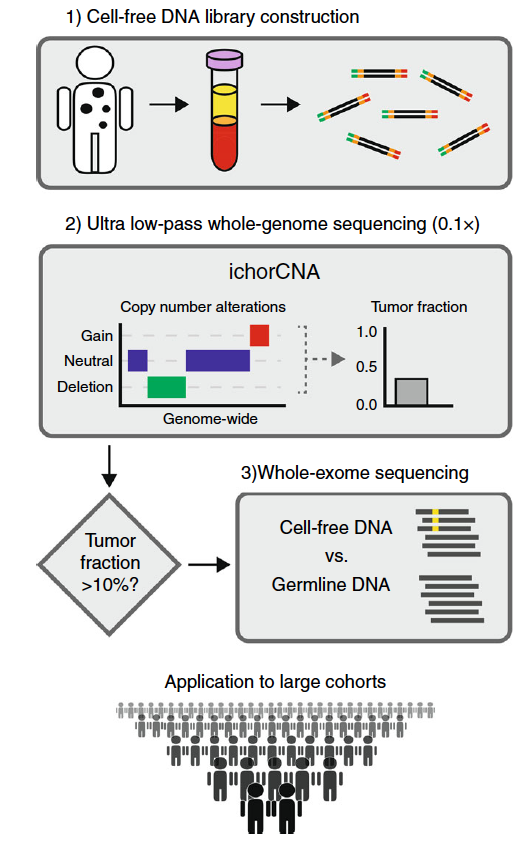 1) Cell-free DNA library construction
2) Ultra low-pass whole-genome sequencing (0.1×)
ichorCNA
Copy number alterations
Gain
Neutral
Deletion
Genome-wide
Tumor fraction
1.0
0.5
0.0
Tumor
fraction
>10%?
3)Whole-exome sequencing
Cell-free DNA
vs.
Germline DNA
Application to large cohorts